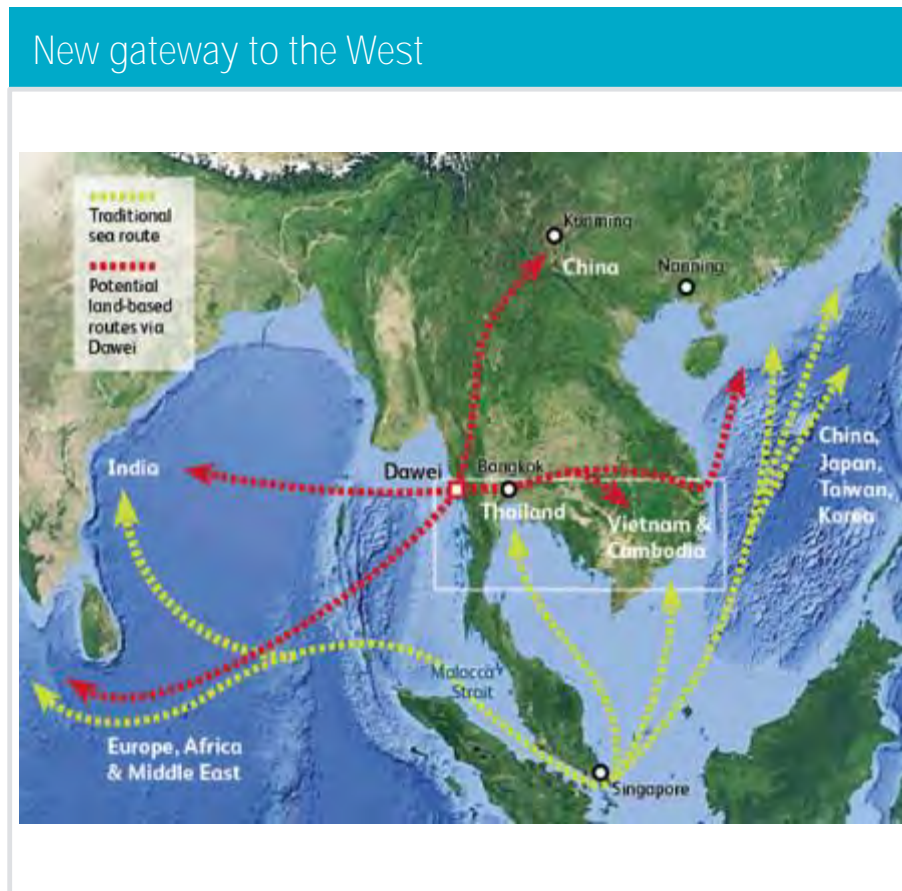 New gateway to the West
Traditional
sea route
Potential
land-based
routes via
Dawei
Kunming
China
Nanning
India
Dawei
Bangkok
Thailand
Vietnam &
Cambodia
China,
Japan,
Taiwan,
Korea
Malacca
Strait
Europe, Africa
& Middle East
Singapore